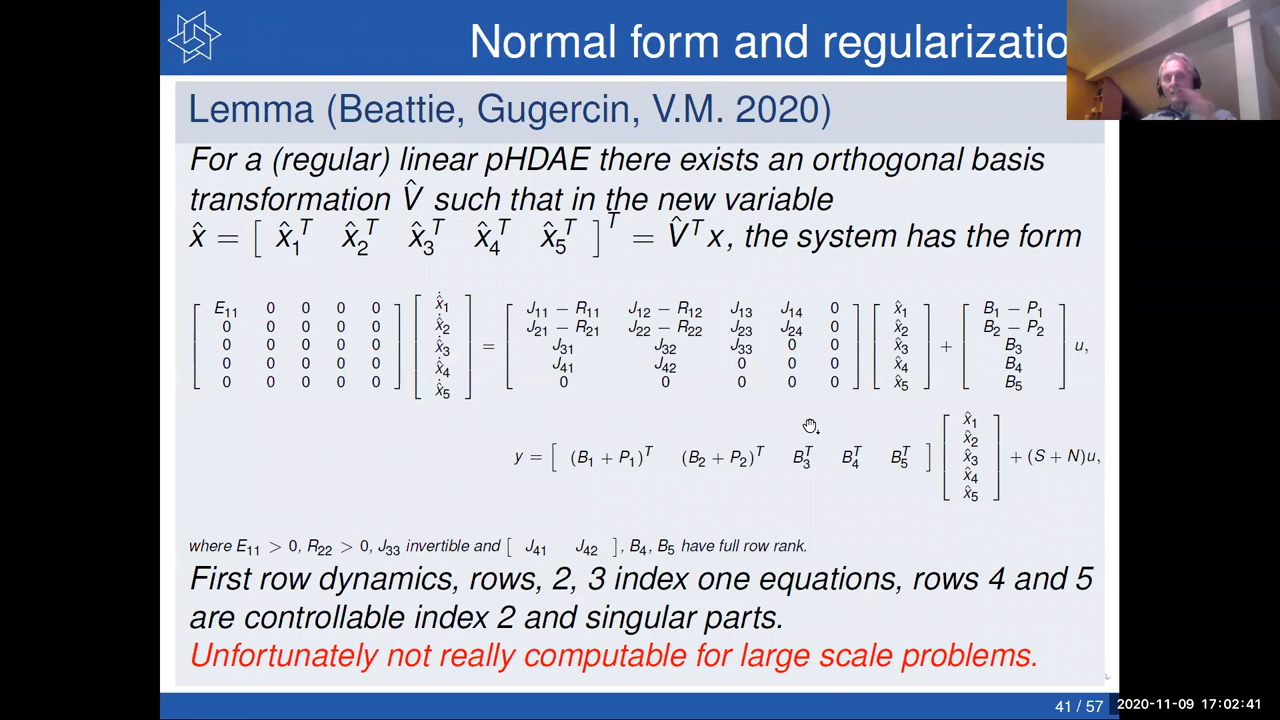 Normal form and regularizatio
Lemma (Beattie, Gugercin, V.M. 2020)
For a (regular) linear pHDAE there exists an orthogonal basis
transformation V̂ such that in the new variable
x̂ = [ x̂₁ᵀ x̂₂ᵀ x̂₃ᵀ x̂₄ᵀ x̂₅ᵀ ]ᵀ = V̂ᵀx, the system has the form
[ E₁₁ 0 0 0 0 ] [ x̂̇₁ ] [ J₁₁ − R₁₁ J₁₂ − R₁₂ J₁₃ J₁₄ 0 ] [ x̂₁ ] [ B₁ − P₁ ]
[ 0 0 0 0 0 ] [ x̂̇₂ ] [ J₂₁ − R₂₁ J₂₂ − R₂₂ J₂₃ J₂₄ 0 ] [ x̂₂ ] [ B₂ − P₂ ]
[ 0 0 0 0 0 ] [ x̂̇₃ ] = [ J₃₁ J₃₂ J₃₃ 0 0 ] [ x̂₃ ] + [ B₃ ] u,
[ 0 0 0 0 0 ] [ x̂̇₄ ] [ J₄₁ J₄₂ 0 0 0 ] [ x̂₄ ] [ B₄ ]
[ 0 0 0 0 0 ] [ x̂̇₅ ] [ 0 0 0 0 0 ] [ x̂₅ ] [ B₅ ]
[ x̂₁ ]
[ x̂₂ ]
y = [ (B₁ + P₁)ᵀ (B₂ + P₂)ᵀ B₃ᵀ B₄ᵀ B₅ᵀ ] [ x̂₃ ] + (S + N)u,
[ x̂₄ ]
[ x̂₅ ]
where E₁₁ > 0, R₂₂ > 0, J₃₃ invertible and [ J₄₁ J₄₂ ], B₄, B₅ have full row rank.
First row dynamics, rows, 2, 3 index one equations, rows 4 and 5
are controllable index 2 and singular parts.
Unfortunately not really computable for large scale problems.
41 / 57
2020-11-09 17:02:41